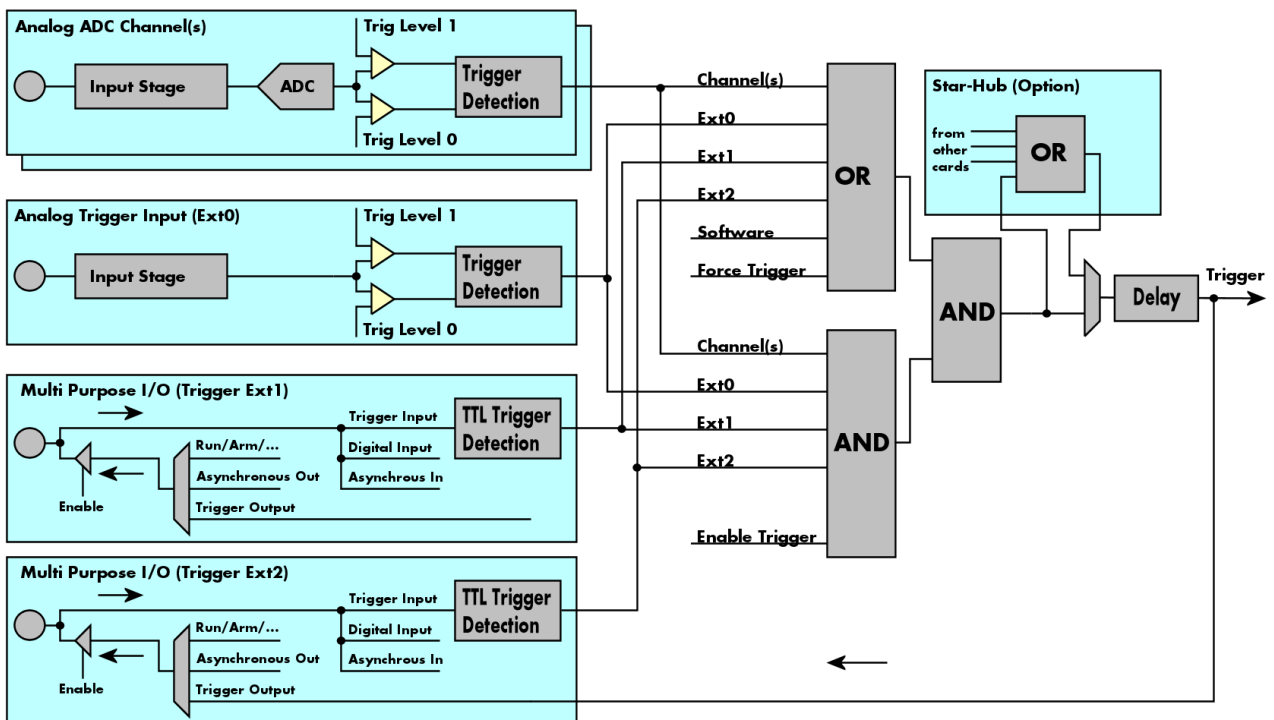 Analog ADC Channel(s)
Trig Level 1
Input Stage
ADC
Trigger
Detection
Trig Level 0
Analog Trigger Input (Ext0)
Trig Level 1
Input Stage
Trigger
Detection
Trig Level 0
Multi Purpose I/O (Trigger Ext1)
Trigger Input
Digital Input
Asynchrous In
TTL Trigger
Detection
Run/Arm/...
Asynchronous Out
Trigger Output
Enable
Multi Purpose I/O (Trigger Ext2)
Trigger Input
Digital Input
Asynchrous In
TTL Trigger
Detection
Run/Arm/...
Asynchronous Out
Trigger Output
Enable
Channel(s)
Ext0
Ext1
Ext2
Software
Force Trigger
OR
Channel(s)
Ext0
Ext1
Ext2
Enable Trigger
AND
AND
Star-Hub (Option)
from
other
cards
OR
Delay
Trigger